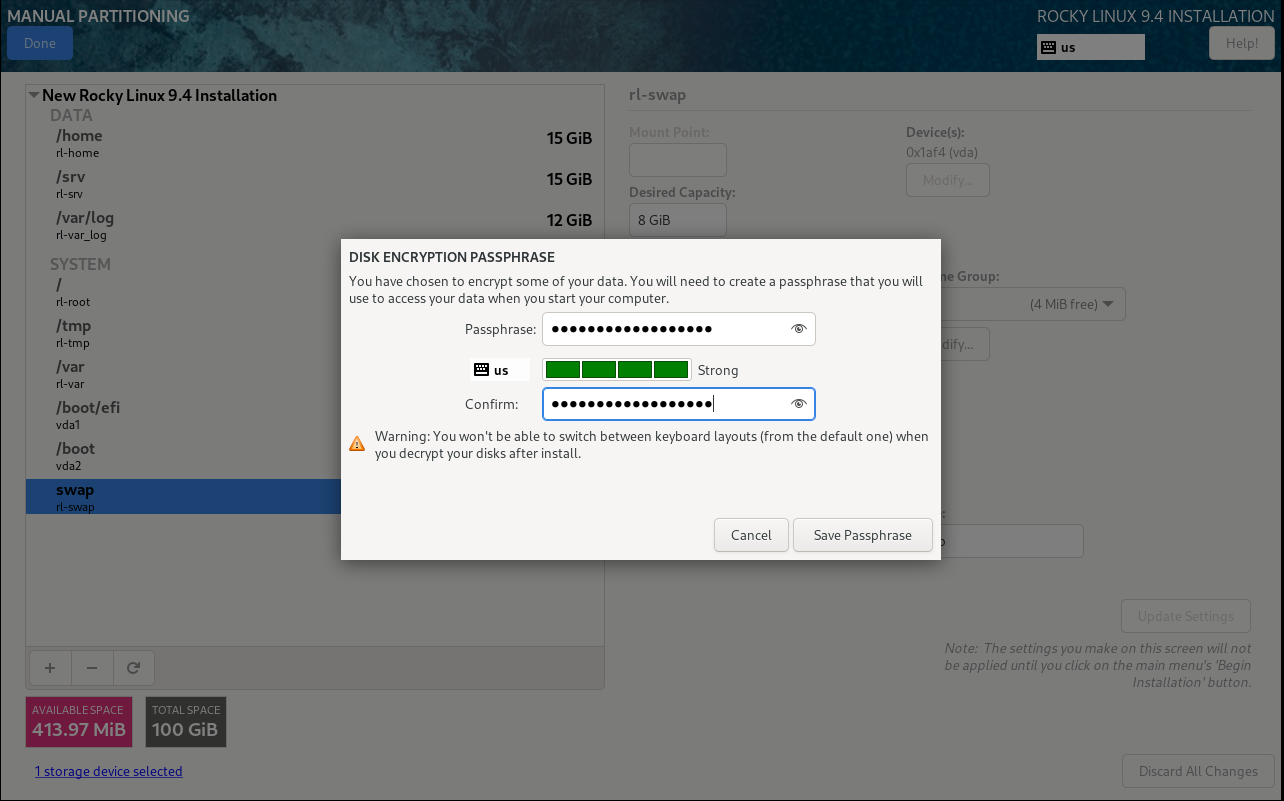 MANUAL PARTITIONING
ROCKY LINUX 9.4 INSTALLATION
Done
us
Help!
New Rocky Linux 9.4 Installation
DATA
/home
15 GiB
rl-home
/srv
15 GiB
rl-srv
/var/log
12 GiB
rl-var_log
SYSTEM
/
rl-root
/tmp
rl-tmp
/var
rl-var
/boot/efi
vda1
/boot
vda2
swap
rl-swap
AVAILABLE SPACE
413.97 MiB
TOTAL SPACE
100 GiB
1 storage device selected
rl-swap
Mount Point:
Device(s):
0x1af4 (vda)
Modify...
Desired Capacity:
8 GiB
DISK ENCRYPTION PASSPHRASE
You have chosen to encrypt some of your data. You will need to create a passphrase that you will
use to access your data when you start your computer.
Passphrase: ●●●●●●●●●●●●●●●●●●
us
Strong
Confirm: ●●●●●●●●●●●●●●●●●●
Warning: You won't be able to switch between keyboard layouts (from the default one) when
you decrypt your disks after install.
Cancel
Save Passphrase
Group:
(4 MiB free)
Update Settings
Note: The settings you make on this screen will not
be applied until you click on the main menu's 'Begin
Installation' button.
Discard All Changes